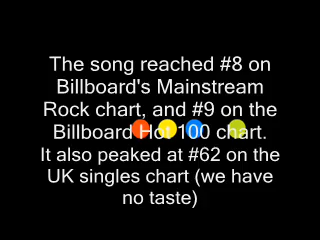 The song reached #8 on
Billboard's Mainstream
Rock chart, and #9 on the
Billboard Hot 100 chart.
It also peaked at #62 on the
UK singles chart (we have
no taste)